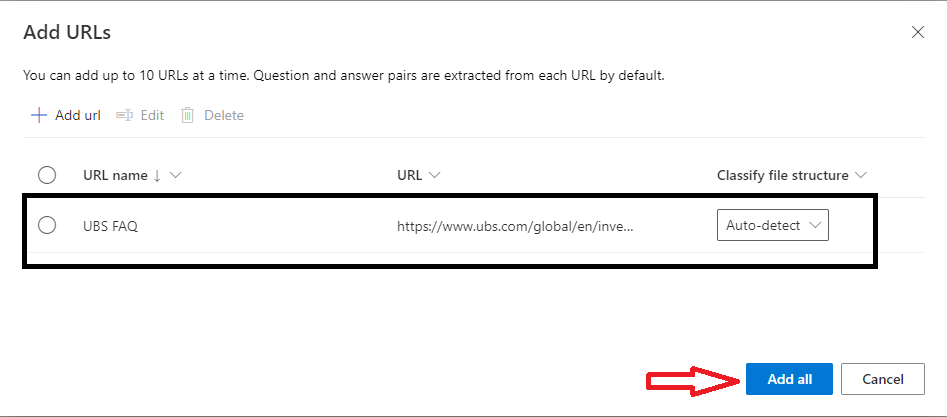 Add URLs
You can add up to 10 URLs at a time. Question and answer pairs are extracted from each URL by default.
Add url Edit Delete
URL name ↓ URL Classify file structure
UBS FAQ https://www.ubs.com/global/en/inve... Auto-detect
Add all Cancel